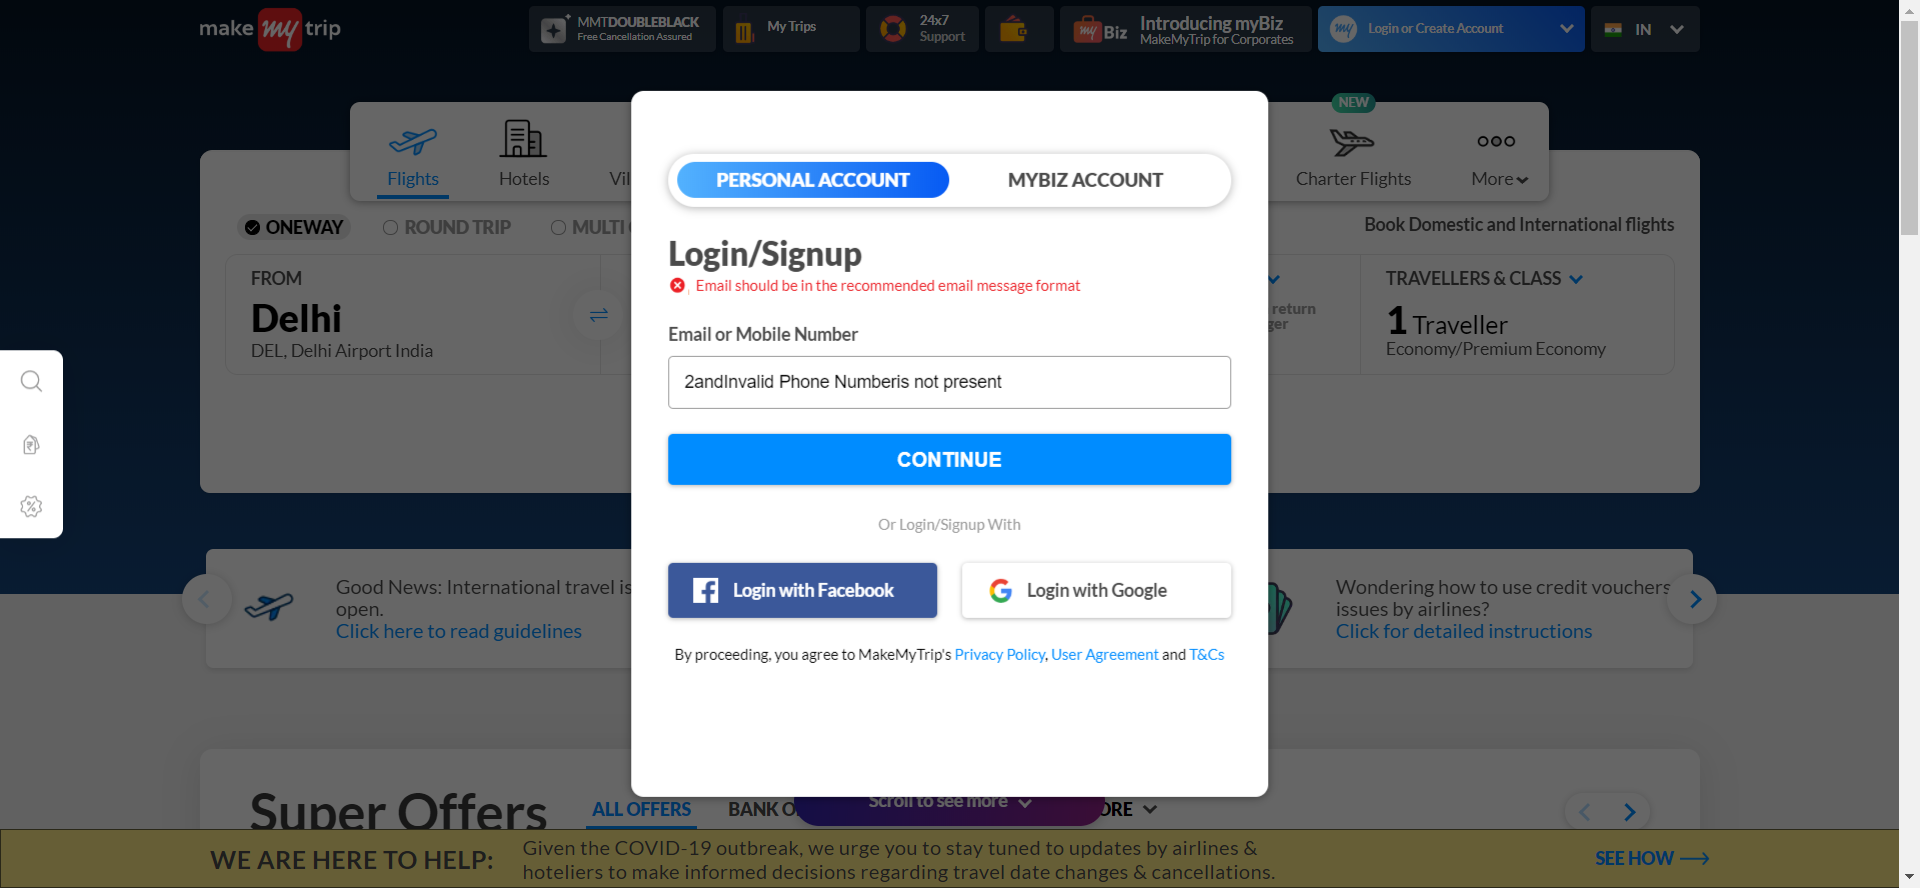 make my trip
MMTDOUBLEBLACK
Free Cancellation Assured
My Trips
24x7
Support
my Biz
Introducing myBiz
MakeMyTrip for Corporates
my
Login or Create Account
IN
Flights
Hotels
Vil
NEW
Charter Flights
More
ONEWAY
ROUND TRIP
MULTI
Book Domestic and International flights
FROM
Delhi
DEL, Delhi Airport India
return
ger
TRAVELLERS & CLASS
1 Traveller
Economy/Premium Economy
PERSONAL ACCOUNT
MYBIZ ACCOUNT
Login/Signup
Email should be in the recommended email message format
Email or Mobile Number
2andInvalid Phone Numberis not present
CONTINUE
Or Login/Signup With
Login with Facebook
Login with Google
By proceeding, you agree to MakeMyTrip's Privacy Policy, User Agreement and T&Cs
Good News: International travel is
open.
Click here to read guidelines
Wondering how to use credit vouchers
issues by airlines?
Click for detailed instructions
Super Offers
ALL OFFERS
BANK O
Scroll to see more
ORE
WE ARE HERE TO HELP:
Given the COVID-19 outbreak, we urge you to stay tuned to updates by airlines &
hoteliers to make informed decisions regarding travel date changes & cancellations.
SEE HOW